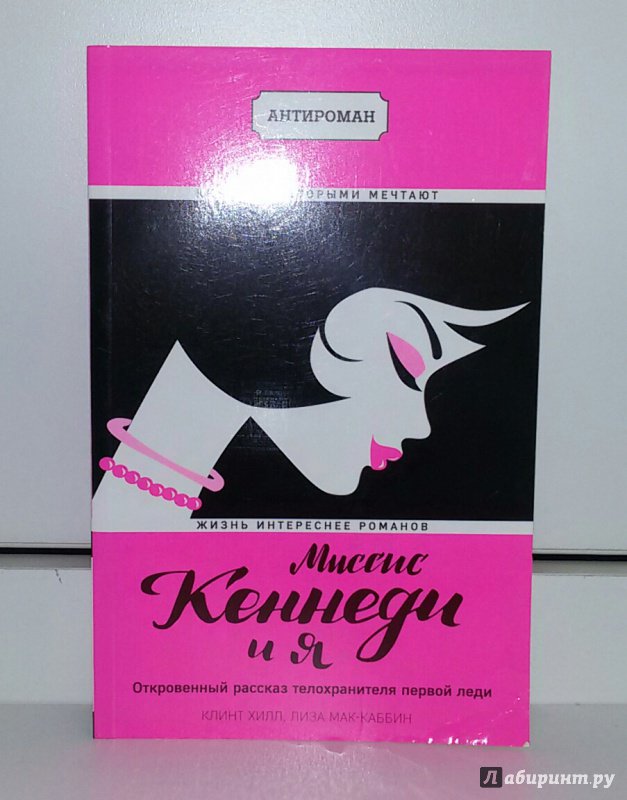 АНТИРОМАН
МЕЧТАЮТ
ЖИЗНЬ ИНТЕРЕСНЕЕ РОМАНОВ
Миссис
Кеннеди
и я
Откровенный рассказ телохранителя первой леди
КЛИНТ ХИЛЛ, ЛИЗА МАК-КАББИН
Лабиринт.ру